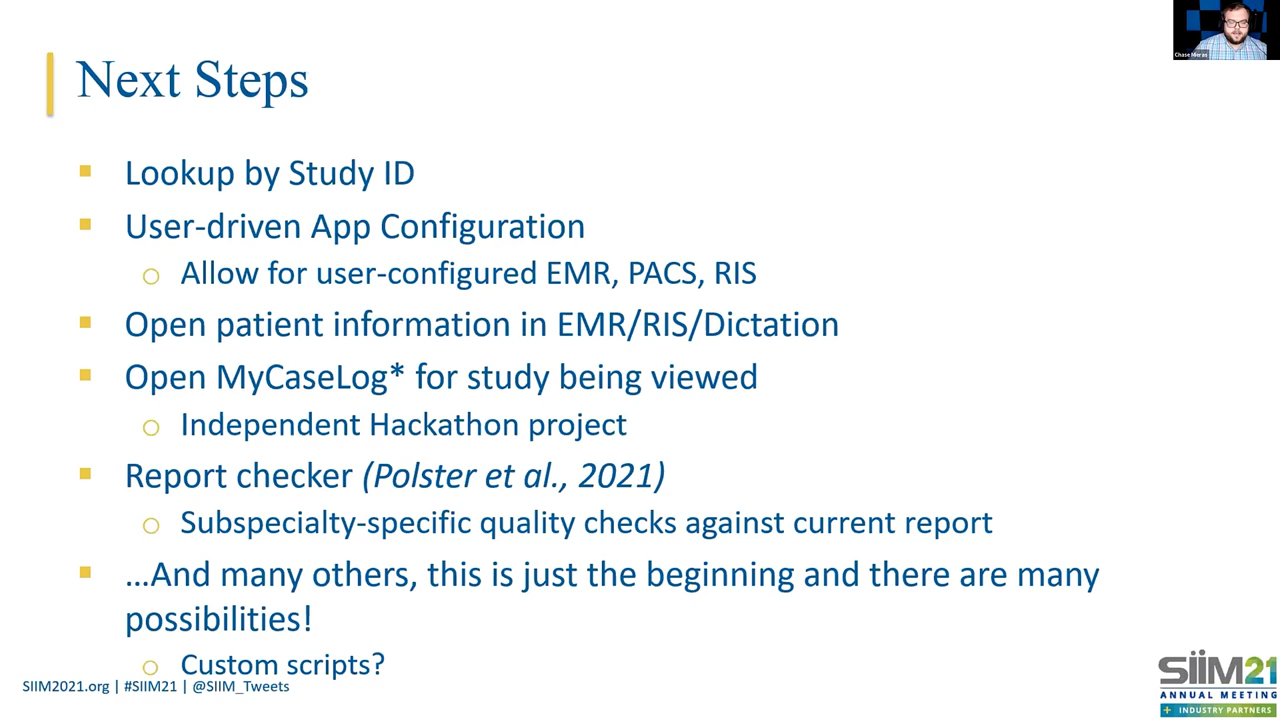 Next Steps
Lookup by Study ID
User-driven App Configuration
Allow for user-configured EMR, PACS, RIS
Open patient information in EMR/RIS/Dictation
Open MyCaseLog* for study being viewed
Independent Hackathon project
Report checker (Polster et al., 2021)
Subspecialty-specific quality checks against current report
…And many others, this is just the beginning and there are many
possibilities!
Custom scripts?
SIIM2021.org | #SIIM21 | @SIIM_Tweets
SiiM21
ANNUAL MEETING
+ INDUSTRY PARTNERS
Chase